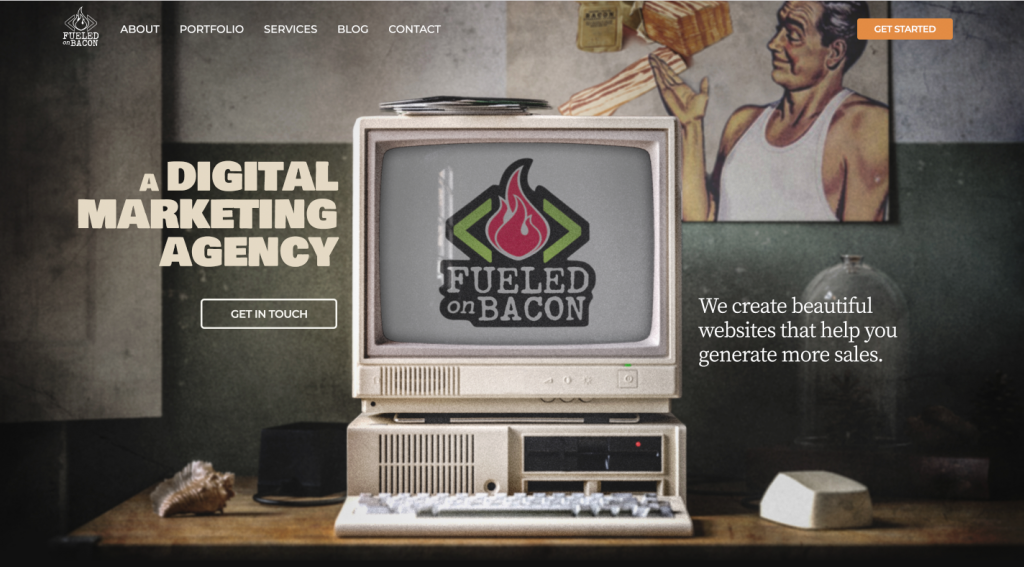 FUELED
on BACON
ABOUT
PORTFOLIO
SERVICES
BLOG
CONTACT
GET STARTED
BACON
A DIGITAL
MARKETING
AGENCY
GET IN TOUCH
FUELED
on BACON
We create beautiful
websites that help you
generate more sales.